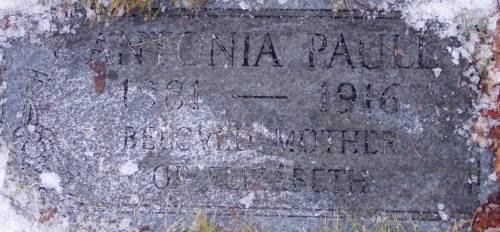 ANTONIA PAULL
1881 — 1916
BELOVED MOTHER
OF ELIZABETH